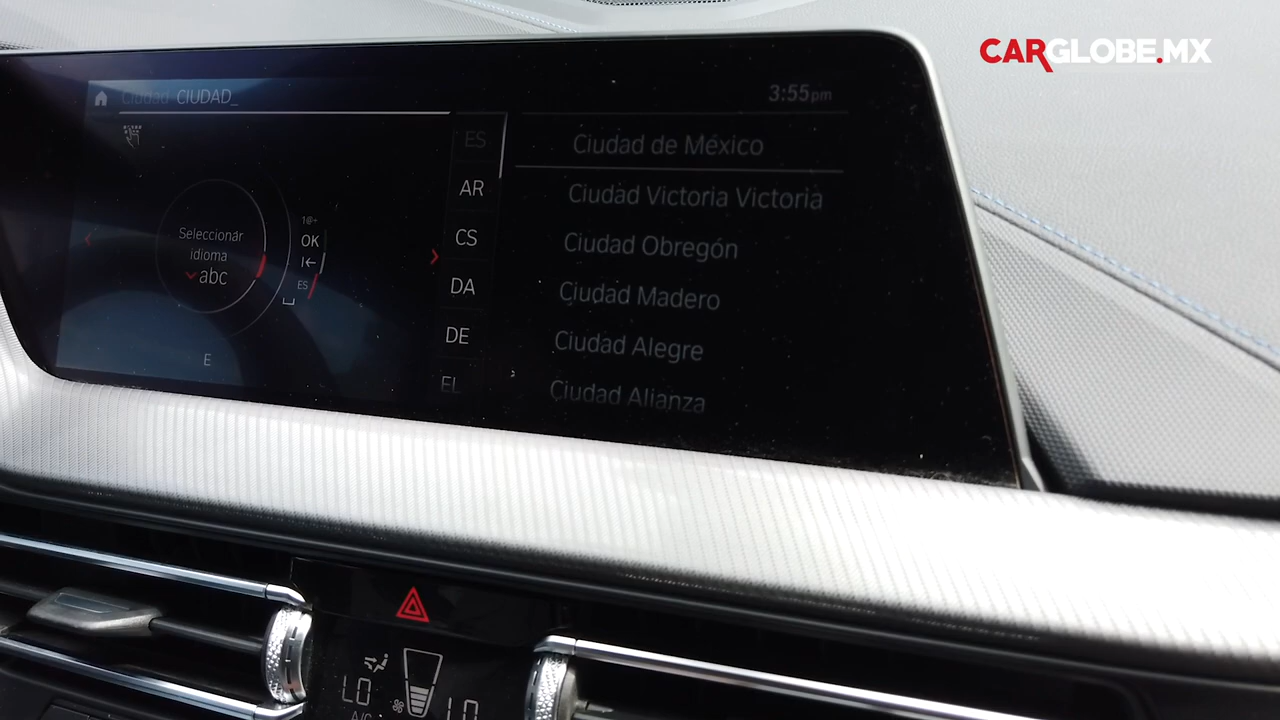 CARGLOBE.MX
Ciudad CIUDAD_
3:55pm
ES
AR
CS
DA
DE
EL
Seleccionar
idioma
abc
1@
OK
ES
E
Ciudad de México
Ciudad Victoria Victoria
Ciudad Obregón
Ciudad Madero
Ciudad Alegre
Ciudad Alianza
LO
A/C
LO